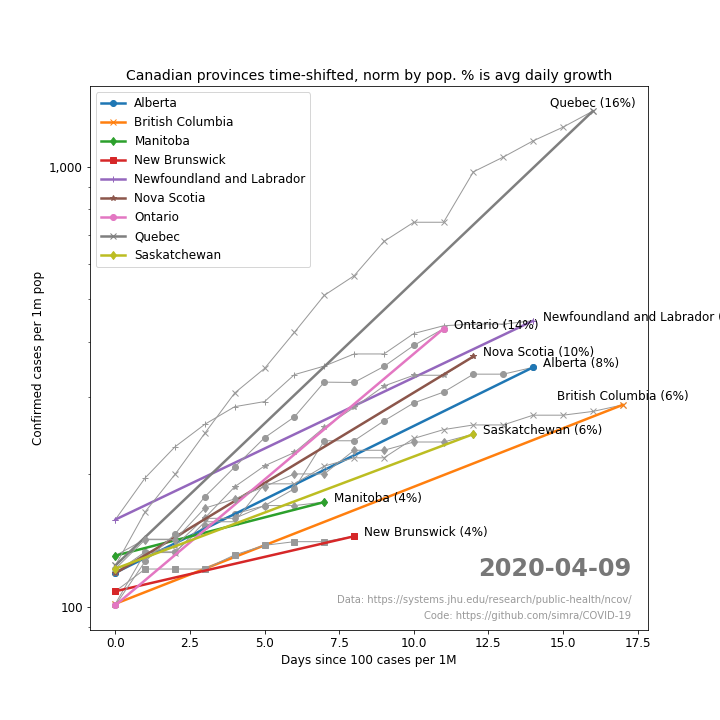 Canadian provinces time-shifted, norm by pop. % is avg daily growth
Alberta
British Columbia
Manitoba
New Brunswick
Newfoundland and Labrador
Nova Scotia
Ontario
Quebec
Saskatchewan
Quebec (16%)
Newfoundland and Labrador (
Ontario (14%)
Nova Scotia (10%)
Alberta (8%)
British Columbia (6%)
Saskatchewan (6%)
Manitoba (4%)
New Brunswick (4%)
2020-04-09
Data: https://systems.jhu.edu/research/public-health/ncov/
Code: https://github.com/simra/COVID-19
Confirmed cases per 1m pop
1,000
100
0.0 2.5 5.0 7.5 10.0 12.5 15.0 17.5
Days since 100 cases per 1M